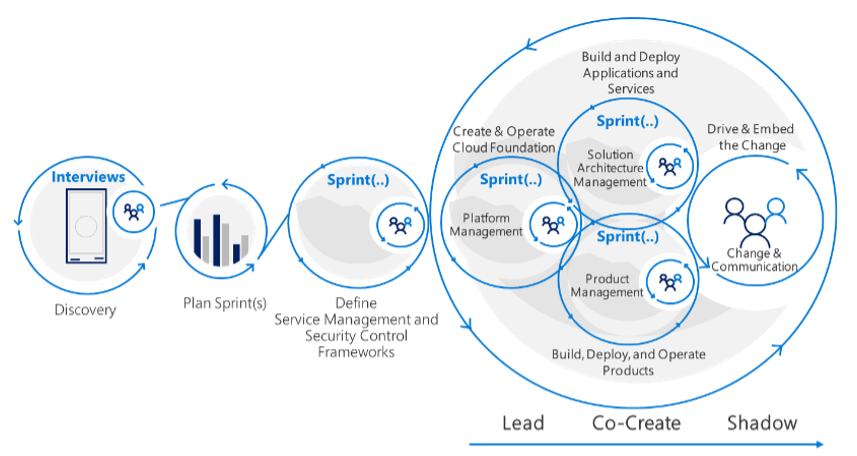 Interviews
Discovery
Plan Sprint(s)
Sprint(..)
Define
Service Management and
Security Control
Frameworks
Create & Operate
Cloud Foundation
Sprint(..)
Platform
Management
Build and Deploy
Applications and
Services
Sprint(..)
Solution
Architecture
Management
Sprint(..)
Product
Management
Build, Deploy, and Operate
Products
Drive & Embed
the Change
Change &
Communication
Lead Co-Create Shadow